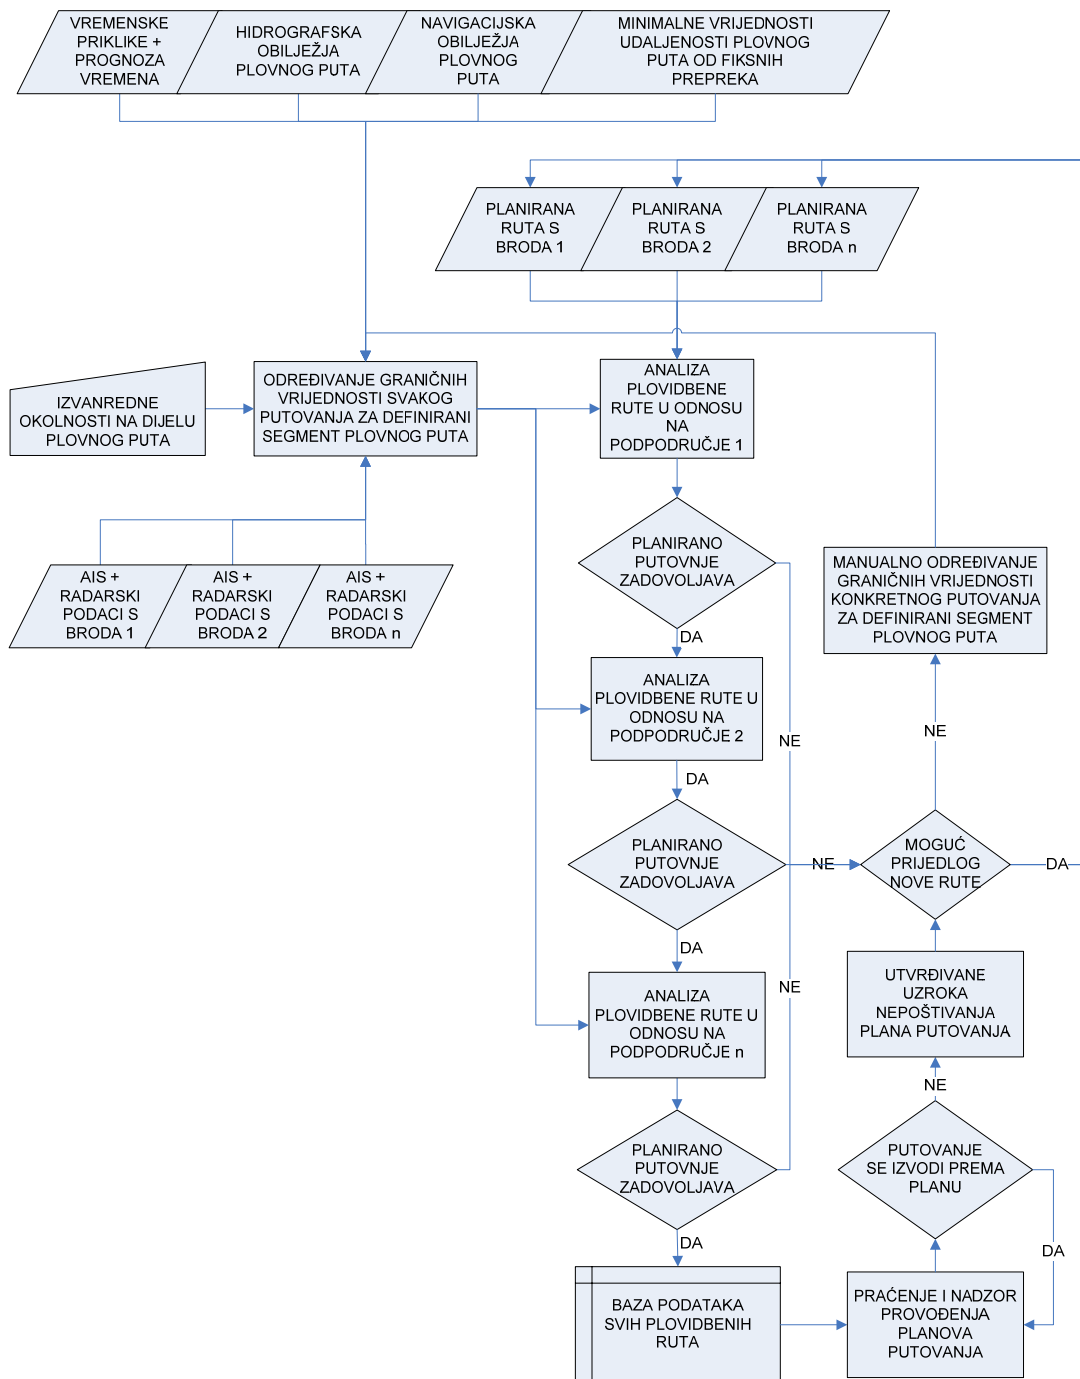 VREMENSKE
PRIKLIKE +
PROGNOZA
VREMENA
HIDROGRAFSKA
OBILJEŽJA
PLOVNOG PUTA
NAVIGACIJSKA
OBILJEŽJA
PLOVNOG
PUTA
MINIMALNE VRIJEDNOSTI
UDALJENOSTI PLOVNOG
PUTA OD FIKSNIH
PREPREKA
PLANIRANA
RUTA S
BRODA 1
PLANIRANA
RUTA S
BRODA 2
PLANIRANA
RUTA S
BRODA n
IZVANREDNE
OKOLNOSTI NA DIJELU
PLOVNOG PUTA
ODREĐIVANJE GRANIČNIH
VRIJEDNOSTI SVAKOG
PUTOVANJA ZA DEFINIRANI
SEGMENT PLOVNOG PUTA
ANALIZA
PLOVIDBENE
RUTE U ODNOSU
NA
PODPODRUČJE 1
AIS +
RADARSKI
PODACI S
BRODA 1
AIS +
RADARSKI
PODACI S
BRODA 2
AIS +
RADARSKI
PODACI S
BRODA n
PLANIRANO
PUTOVNJE
ZADOVOLJAVA
DA
NE
MANUALNO ODREĐIVANJE
GRANIČNIH VRIJEDNOSTI
KONKRETNOG PUTOVANJA
ZA DEFINIRANI SEGMENT
PLOVNOG PUTA
ANALIZA
PLOVIDBENE RUTE U
ODNOSU NA
PODPODRUČJE 2
DA
NE
PLANIRANO
PUTOVNJE
ZADOVOLJAVA
NE
MOGUĆ
PRIJEDLOG
NOVE RUTE
DA
DA
NE
ANALIZA
PLOVIDBENE RUTE U
ODNOSU NA
PODPODRUČJE n
UTVRĐIVANE
UZROKA
NEPOŠTIVANJA
PLANA PUTOVANJA
NE
PLANIRANO
PUTOVNJE
ZADOVOLJAVA
PUTOVANJE
SE IZVODI PREMA
PLANU
DA
DA
BAZA PODATAKA
SVIH PLOVIDBENIH
RUTA
PRAĆENJE I NADZOR
PROVOĐENJA
PLANOVA
PUTOVANJA